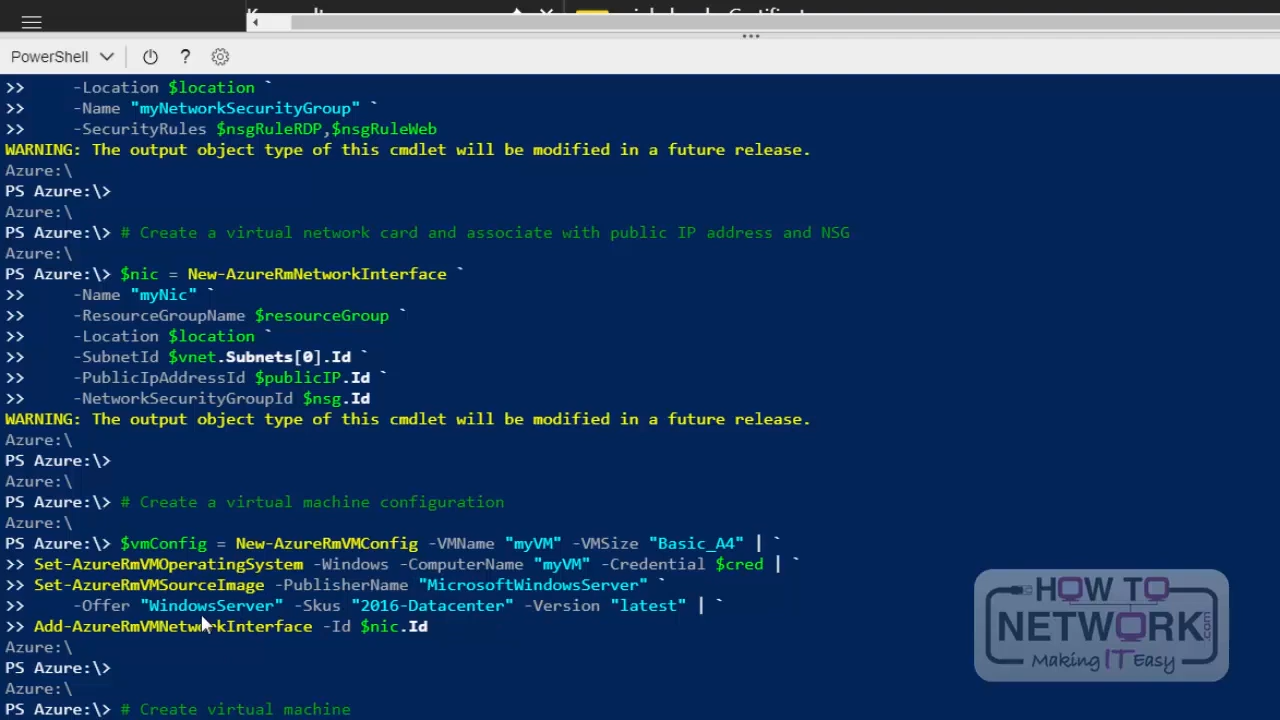 PowerShell
?
>>     -Location $location `
>>     -Name "myNetworkSecurityGroup" `
>>     -SecurityRules $nsgRuleRDP,$nsgRuleWeb
WARNING: The output object type of this cmdlet will be modified in a future release.
Azure:\
PS Azure:\>
Azure:\
PS Azure:\> # Create a virtual network card and associate with public IP address and NSG
Azure:\
PS Azure:\> $nic = New-AzureRmNetworkInterface `
>>     -Name "myNic" `
>>     -ResourceGroupName $resourceGroup `
>>     -Location $location `
>>     -SubnetId $vnet.Subnets[0].Id `
>>     -PublicIpAddressId $publicIP.Id `
>>     -NetworkSecurityGroupId $nsg.Id
WARNING: The output object type of this cmdlet will be modified in a future release.
Azure:\
PS Azure:\>
Azure:\
PS Azure:\> # Create a virtual machine configuration
Azure:\
PS Azure:\> $vmConfig = New-AzureRmVMConfig -VMName "myVM" -VMSize "Basic_A4" | `
>> Set-AzureRmVMOperatingSystem -Windows -ComputerName "myVM" -Credential $cred | `
>> Set-AzureRmVMSourceImage -PublisherName "MicrosoftWindowsServer" `
>>     -Offer "WindowsServer" -Skus "2016-Datacenter" -Version "latest" | `
>> Add-AzureRmVMNetworkInterface -Id $nic.Id
Azure:\
PS Azure:\>
Azure:\
PS Azure:\> # Create virtual machine
HOW TO
NETWORK.com
Making IT Easy